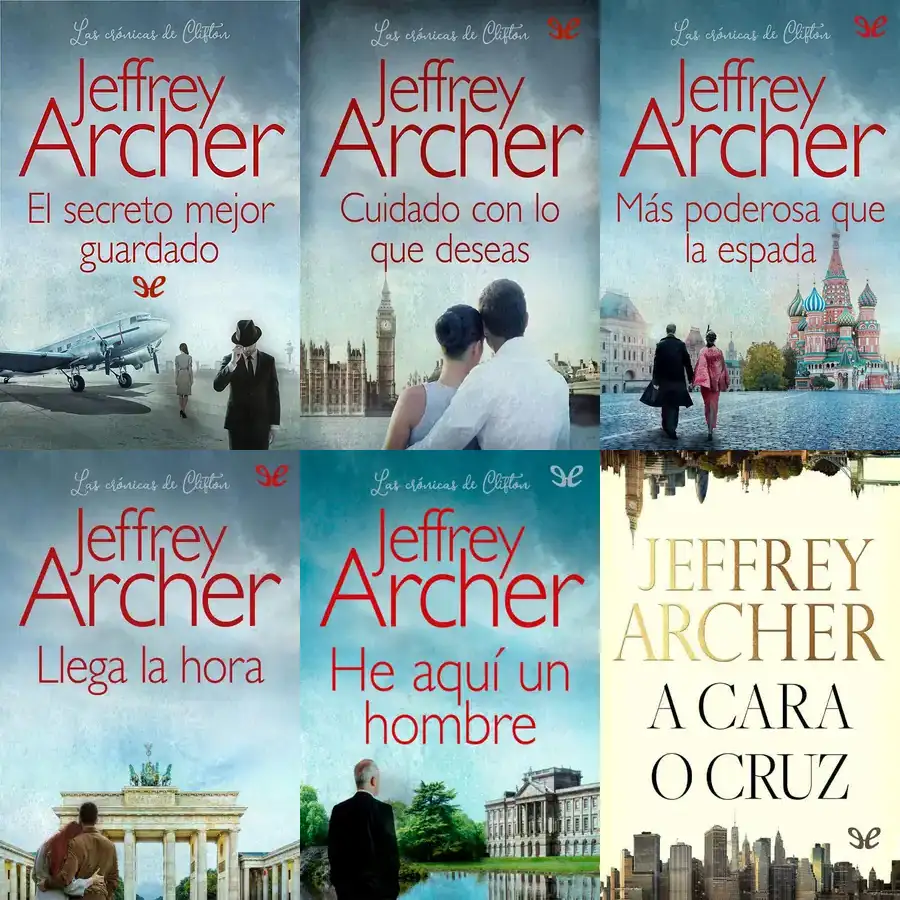 Las crónicas de Clifton
Jeffrey
Archer
El secreto mejor
guardado
Las crónicas de Clifton
Jeffrey
Archer
Cuidado con lo
que deseas
Las crónicas de Clifton
Jeffrey
Archer
Más poderosa que
la espada
Las crónicas de Clifton
Jeffrey
Archer
Llega la hora
Las crónicas de Clifton
Jeffrey
Archer
He aquí un
hombre
JEFFREY
ARCHER
A CARA
O CRUZ